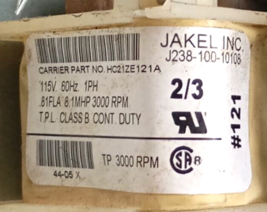 JAKEL INC.
J238-100-10108
CARRIER PART NO. HC21ZE121A
115V. 60Hz. 1PH
.81FLA 8.1MHP 3000 RPM
T.P.L. CLASS B CONT. DUTY
2/3
#121
TP 3000 RPM
44-05 X